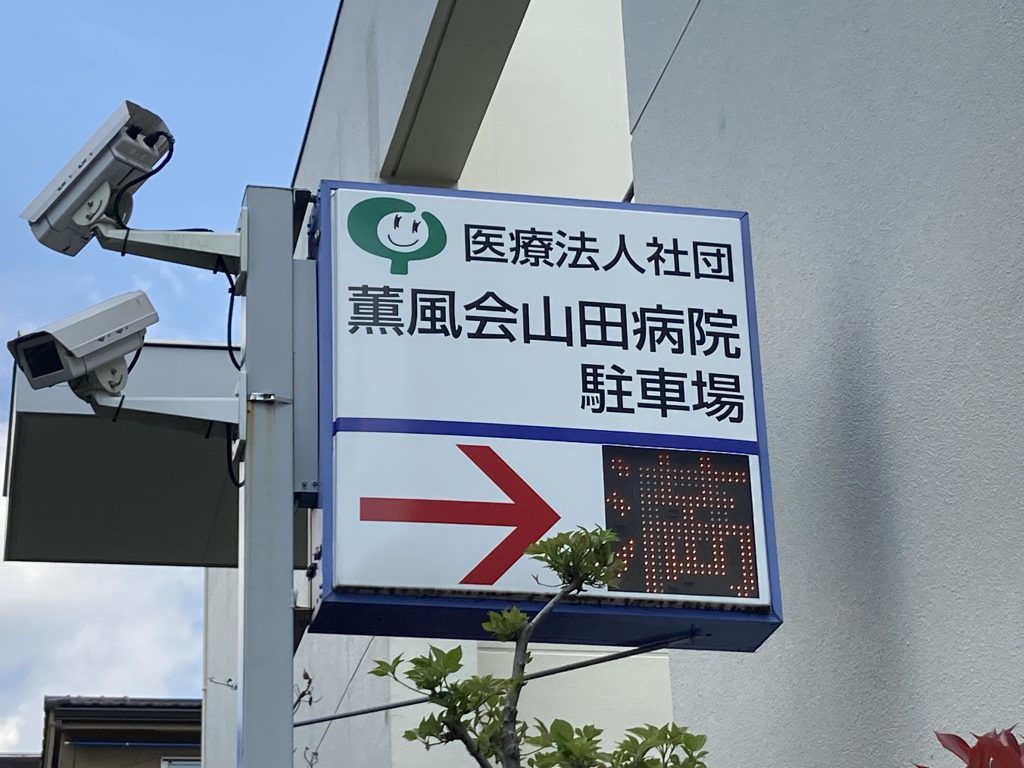 医療法人社団
薫風会山田病院
駐車場
満